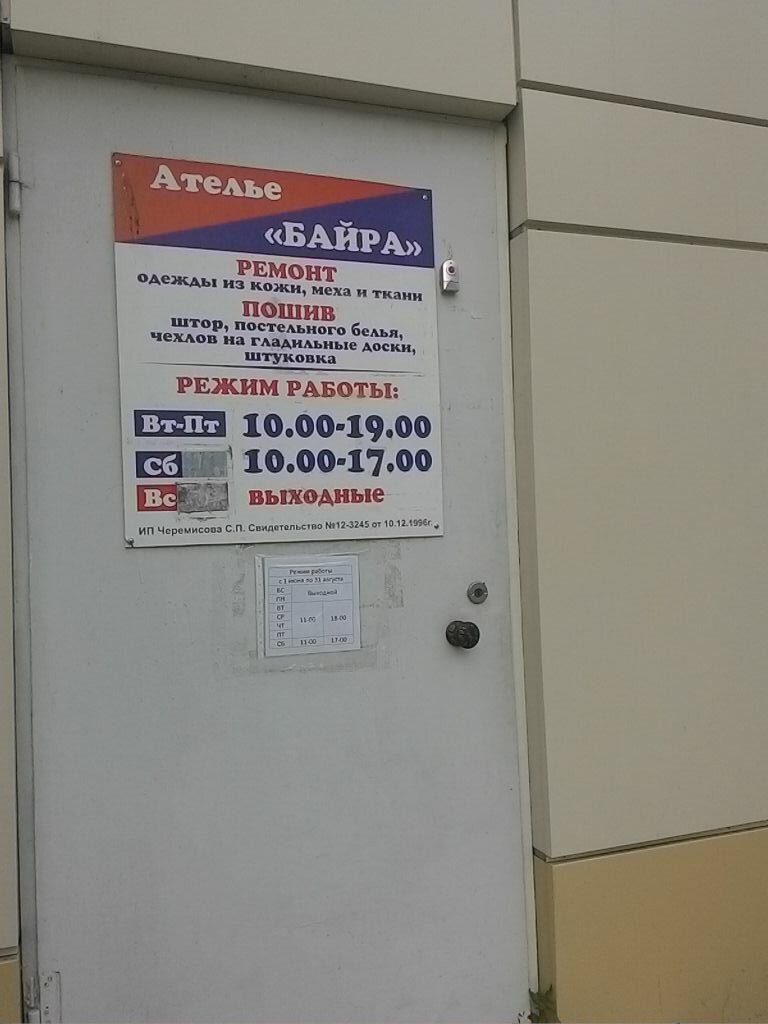 Ателье
«БАЙРА»
РЕМОНТ
одежды из кожи, меха и ткани
ПОШИВ
штор, постельного белья,
чехлов на гладильные доски,
штуковка
РЕЖИМ РАБОТЫ:
Вт-Пт 10.00-19.00
Сб 10.00-17.00
Вс выходные
ИП Черемисова С.П. Свидетельство №12-3245 от 10.12.1996г.
Режим работы
с 1 июня по 31 августа
ВС
ПН Выходной
ВТ
СР 11-00 18-00
ЧТ
ПТ
СБ 11-00 17-00